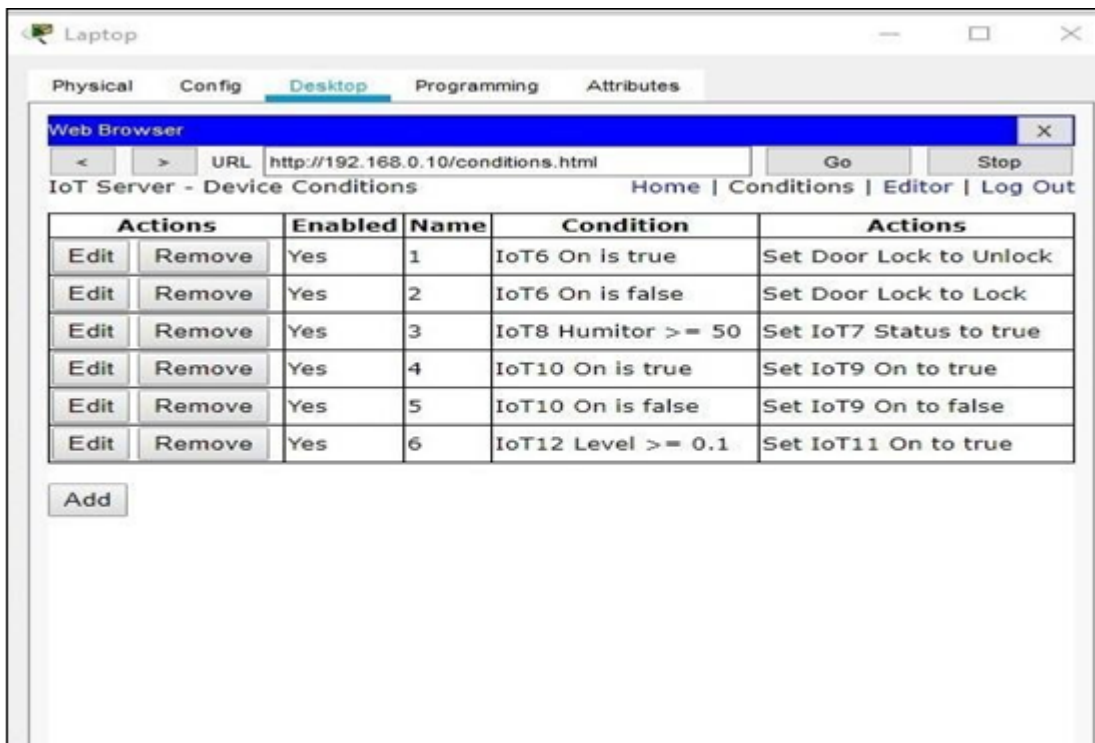 Laptop
Physical Config Desktop Programming Attributes
Web Browser X
< > URL http://192.168.0.10/conditions.html Go Stop
IoT Server - Device Conditions Home | Conditions | Editor | Log Out
Actions Enabled Name Condition Actions
Edit Remove Yes 1 IoT6 On is true Set Door Lock to Unlock
Edit Remove Yes 2 IoT6 On is false Set Door Lock to Lock
Edit Remove Yes 3 IoT8 Humitor >= 50 Set IoT7 Status to true
Edit Remove Yes 4 IoT10 On is true Set IoT9 On to true
Edit Remove Yes 5 IoT10 On is false Set IoT9 On to false
Edit Remove Yes 6 IoT12 Level >= 0.1 Set IoT11 On to true
Add